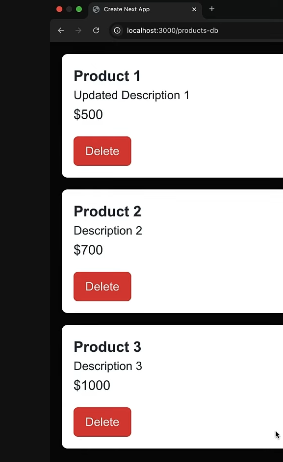 Create Next App
localhost:3000/products-db
Product 1
Updated Description 1
$500
Delete
Product 2
Description 2
$700
Delete
Product 3
Description 3
$1000
Delete